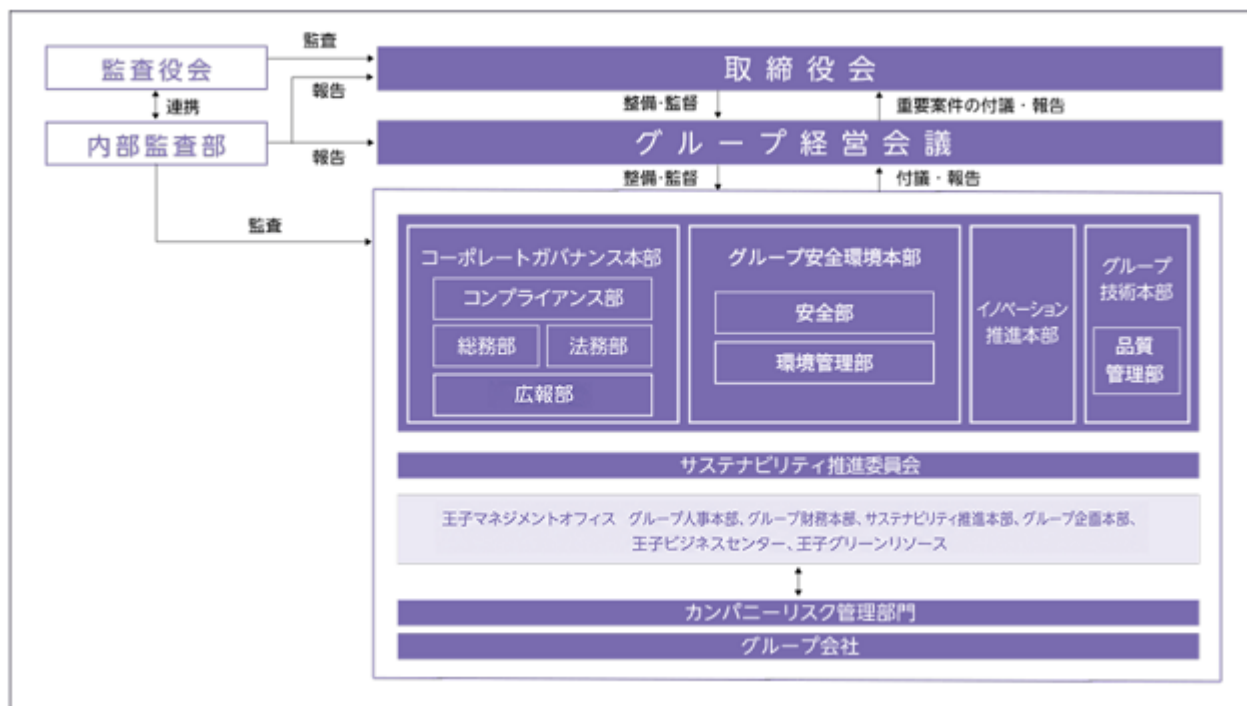 監査役会
監査
取締役会
報告
連携
整備・監督
重要案件の付議・報告
内部監査部
報告
グループ経営会議
整備・監督
付議・報告
監査
コーポレートガバナンス本部
コンプライアンス部
総務部
法務部
広報部
グループ安全環境本部
安全部
環境管理部
イノベーション
推進本部
グループ
技術本部
品質
管理部
サステナビリティ推進委員会
王子マネジメントオフィス グループ人事本部、グループ財務本部、サステナビリティ推進本部、グループ企画本部、
王子ビジネスセンター、王子グリーンリソース
カンパニーリスク管理部門
グループ会社